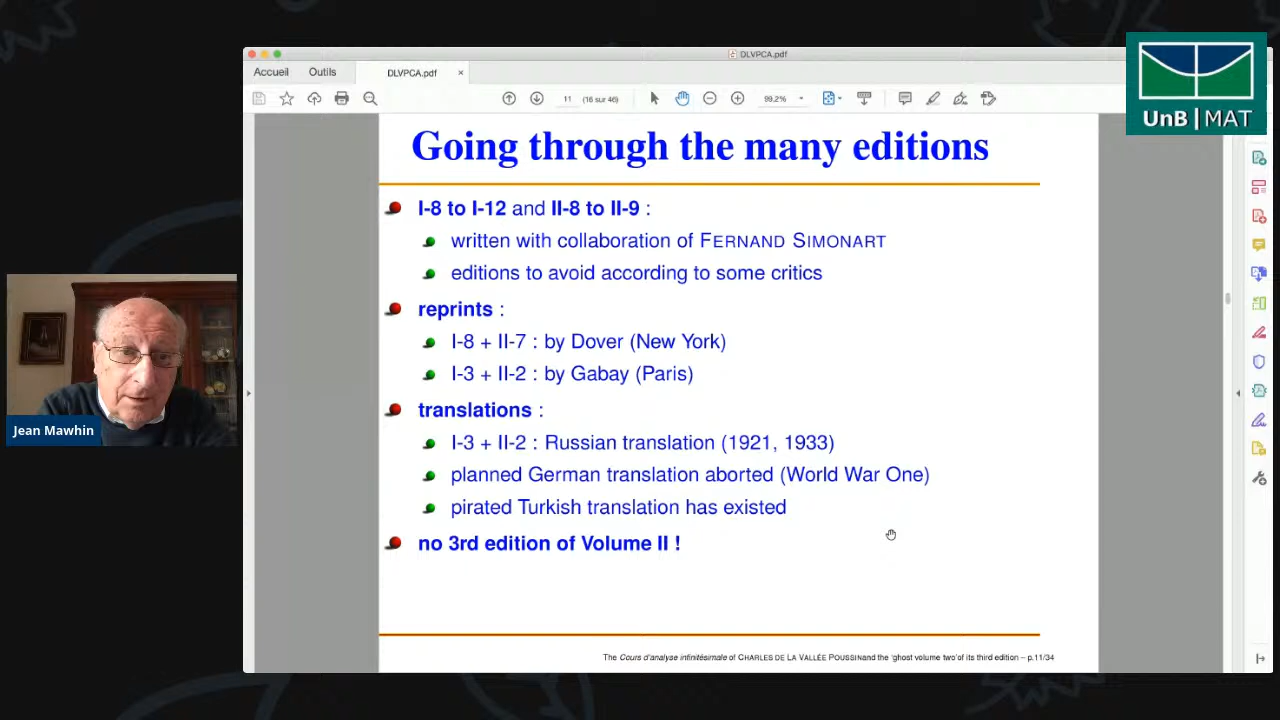 DLVPCA.pdf
Accueil Outils DLVPCA.pdf ×
11 (16 sur 46) 99,2%
UnB | MAT
Going through the many editions
I-8 to I-12 and II-8 to II-9 :
written with collaboration of FERNAND SIMONART
editions to avoid according to some critics
reprints :
I-8 + II-7 : by Dover (New York)
I-3 + II-2 : by Gabay (Paris)
translations :
I-3 + II-2 : Russian translation (1921, 1933)
planned German translation aborted (World War One)
pirated Turkish translation has existed
no 3rd edition of Volume II !
Jean Mawhin
The Cours d'analyse infinitésimale of CHARLES DE LA VALLÉE POUSSINand the 'ghost volume two'of its third edition – p.11/34